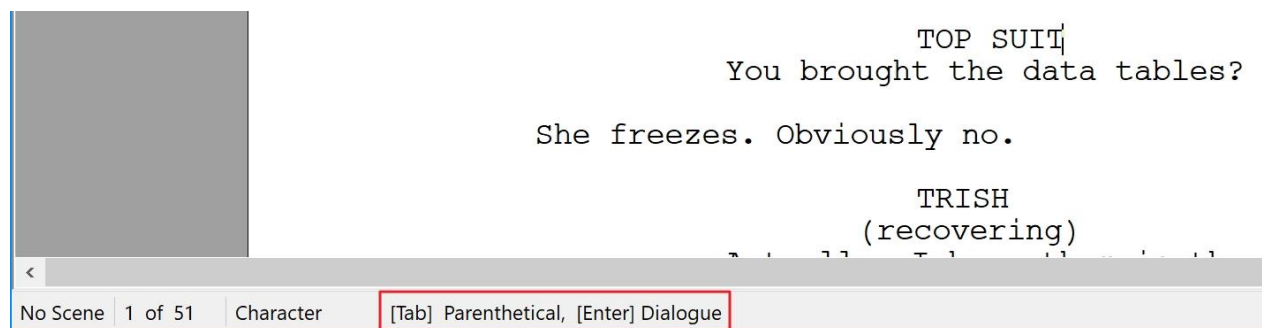 TOP SUIT
You brought the data tables?
She freezes. Obviously no.
TRISH
(recovering)
<
No Scene 1 of 51 Character [Tab] Parenthetical, [Enter] Dialogue